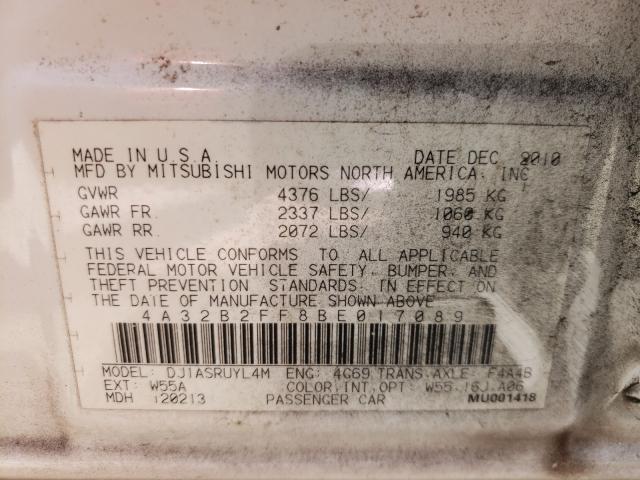 MADE IN U.S.A. DATE DEC 2010
MFD BY MITSUBISHI MOTORS NORTH AMERICA, INC
GVWR 4376 LBS/ 1985 KG
GAWR FR. 2337 LBS/ 1060 KG
GAWR RR. 2072 LBS/ 940 KG
THIS VEHICLE CONFORMS TO ALL APPLICABLE
FEDERAL MOTOR VEHICLE SAFETY, BUMPER, AND
THEFT PREVENTION STANDARDS. IN EFFECT ON
THE DATE OF MANUFACTURE SHOWN ABOVE
4A32B2FF8BE017089
MODEL: DJ1ASRUYL4M ENG: 4G69 TRANS.AXLE: F4A4B
EXT: W55A COLOR,INT,OPT: W55,16J,A06
MDH 120213 PASSENGER CAR MU001418